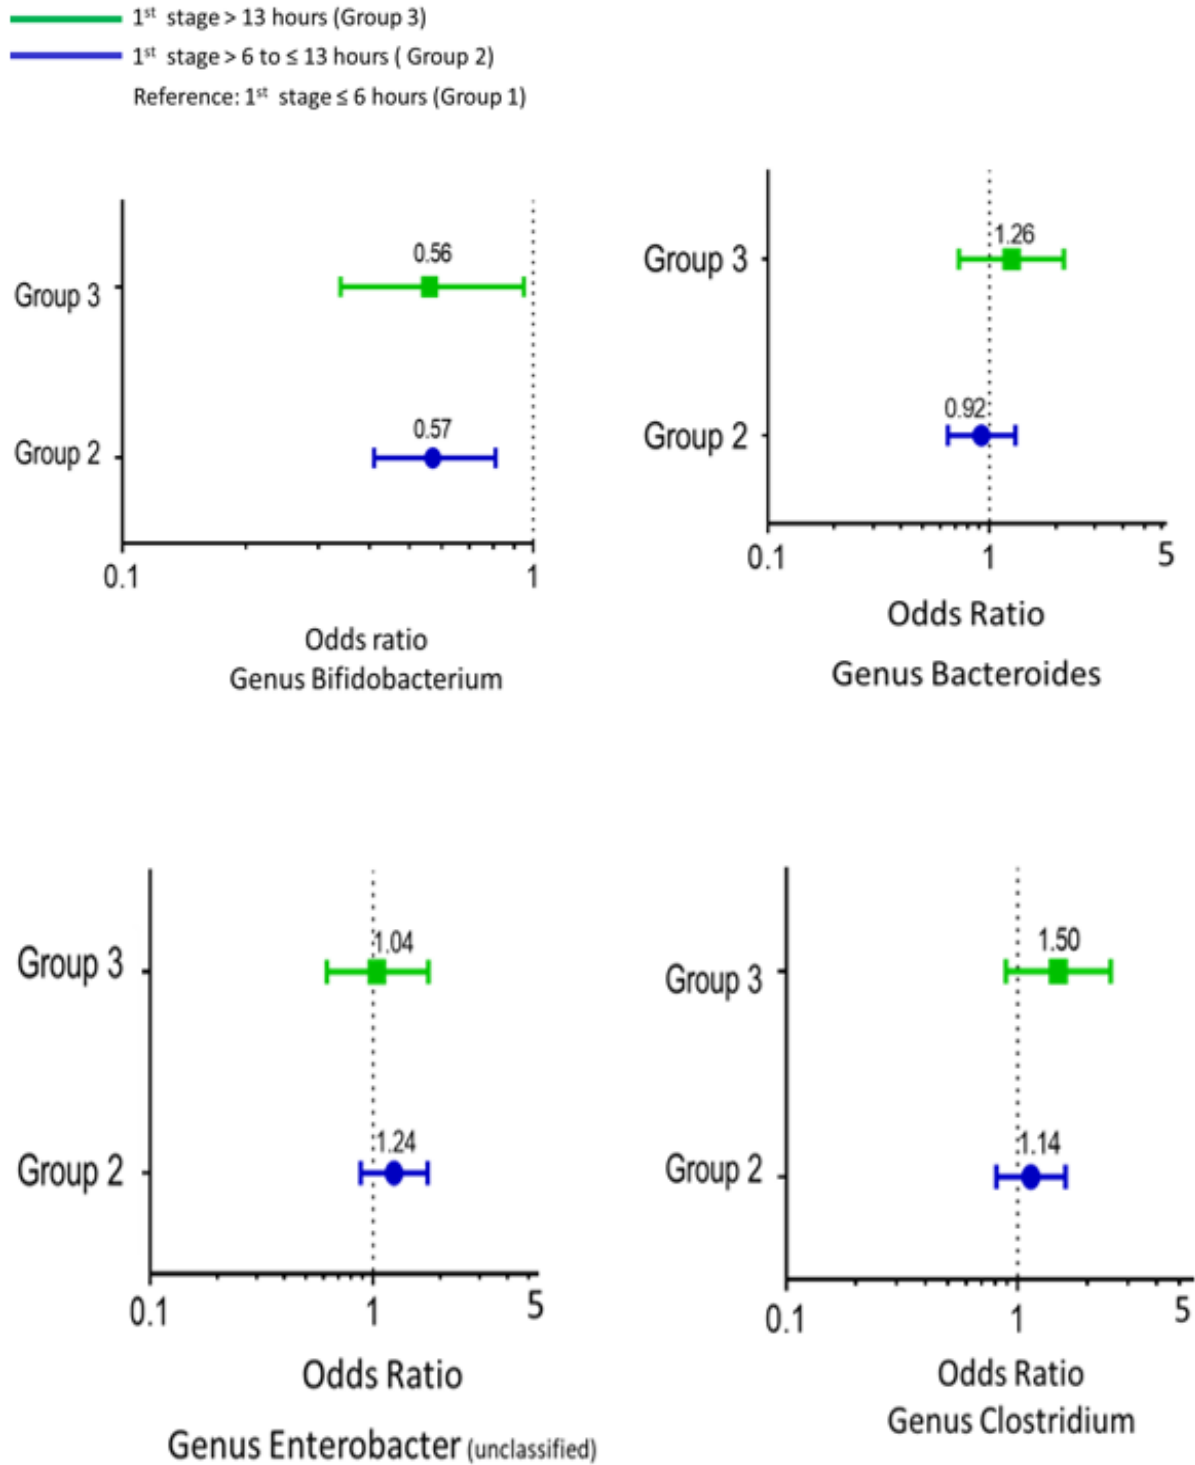 1st stage > 13 hours (Group 3)
1st stage > 6 to ≤ 13 hours ( Group 2)
Reference: 1st stage ≤ 6 hours (Group 1)
0.56
Group 3
0.57
Group 2
0.1
1
Odds ratio
Genus Bifidobacterium
1.26
Group 3
0.92
Group 2
0.1
1
5
Odds Ratio
Genus Bacteroides
1.04
Group 3
1.24
Group 2
0.1
1
5
Odds Ratio
Genus Enterobacter (unclassified)
1.50
Group 3
1.14
Group 2
0.1
1
5
Odds Ratio
Genus Clostridium